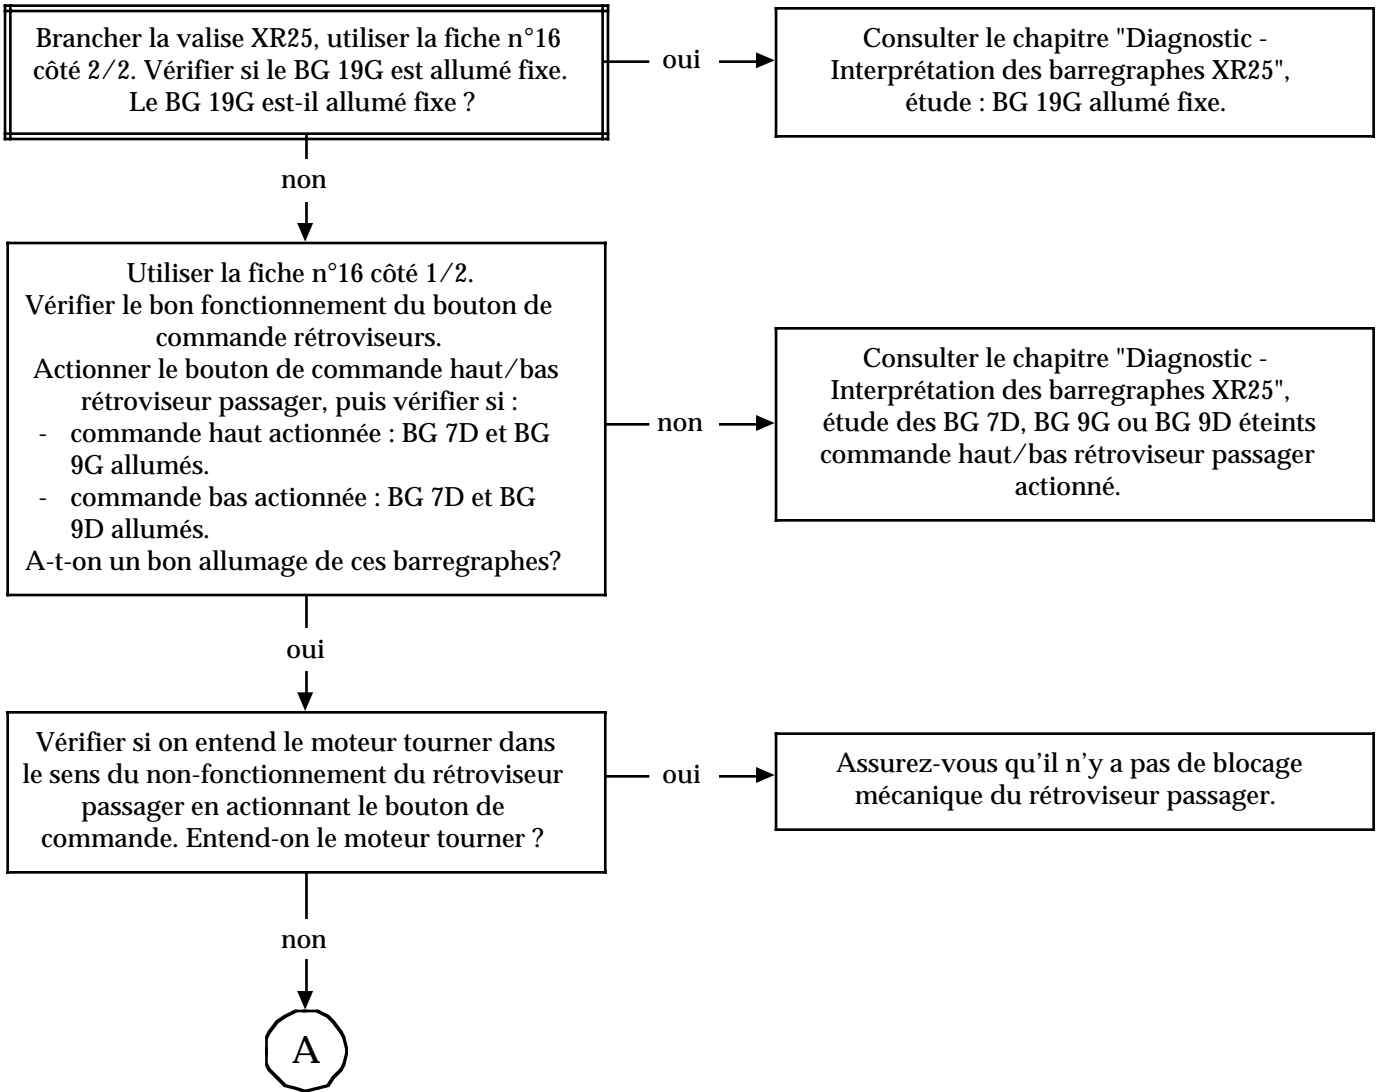 Brancher la valise XR25, utiliser la fiche n°16
côté 2/2. Vérifier si le BG 19G est allumé fixe.
Le BG 19G est-il allumé fixe ?
oui
Consulter le chapitre "Diagnostic -
Interprétation des barregraphes XR25",
étude : BG 19G allumé fixe.
non
Utiliser la fiche n°16 côté 1/2.
Vérifier le bon fonctionnement du bouton de
commande rétroviseurs.
Actionner le bouton de commande haut/bas
rétroviseur passager, puis vérifier si :
- commande haut actionnée : BG 7D et BG
9G allumés.
- commande bas actionnée : BG 7D et BG
9D allumés.
A-t-on un bon allumage de ces barregraphes?
non
Consulter le chapitre "Diagnostic -
Interprétation des barregraphes XR25",
étude des BG 7D, BG 9G ou BG 9D éteints
commande haut/bas rétroviseur passager
actionné.
oui
Vérifier si on entend le moteur tourner dans
le sens du non-fonctionnement du rétroviseur
passager en actionnant le bouton de
commande. Entend-on le moteur tourner ?
oui
Assurez-vous qu'il n'y a pas de blocage
mécanique du rétroviseur passager.
non
A